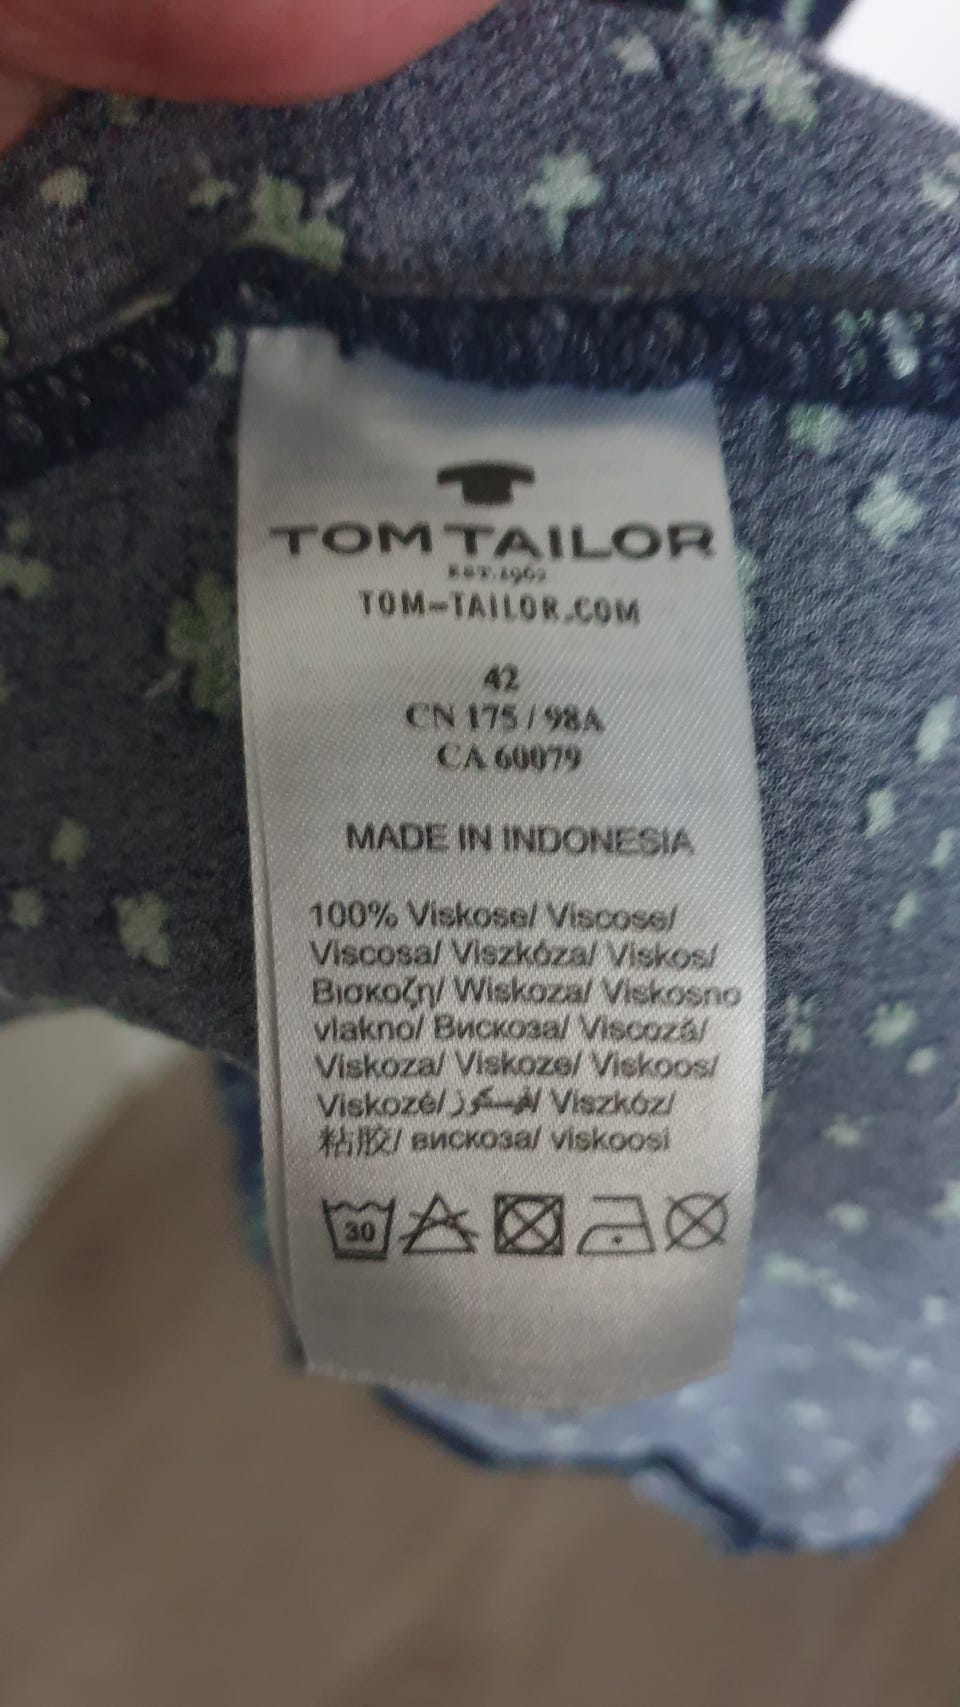 TOM TAILOR
EST. 1962
TOM-TAILOR.COM
42
CN 175 / 98A
CA 60079
MADE IN INDONESIA
100% Viskose/ Viscose/
Viscosa/ Viszkóza/ Viskos/
Βισκοζη/ Wiskoza/ Viskosno
vlakno/ Вискоза/ Viscoză/
Viskoza/ Viskoze/ Viskoos/
Viskozė/ فسكوز/ Viszkóz/
粘胶/ вискоза/ viskoosi
30